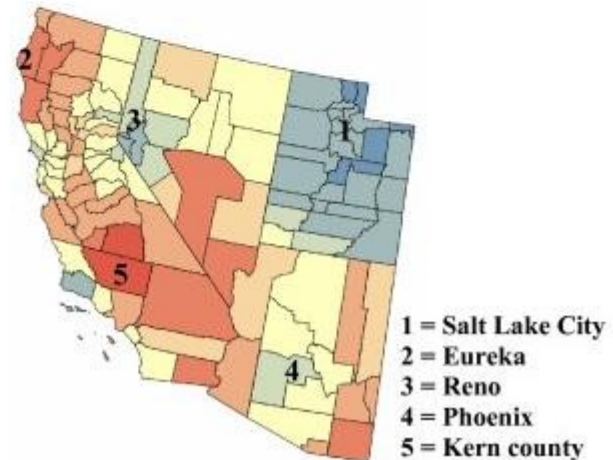 2
3
1
5
4
1 = Salt Lake City
2 = Eureka
3 = Reno
4 = Phoenix
5 = Kern county